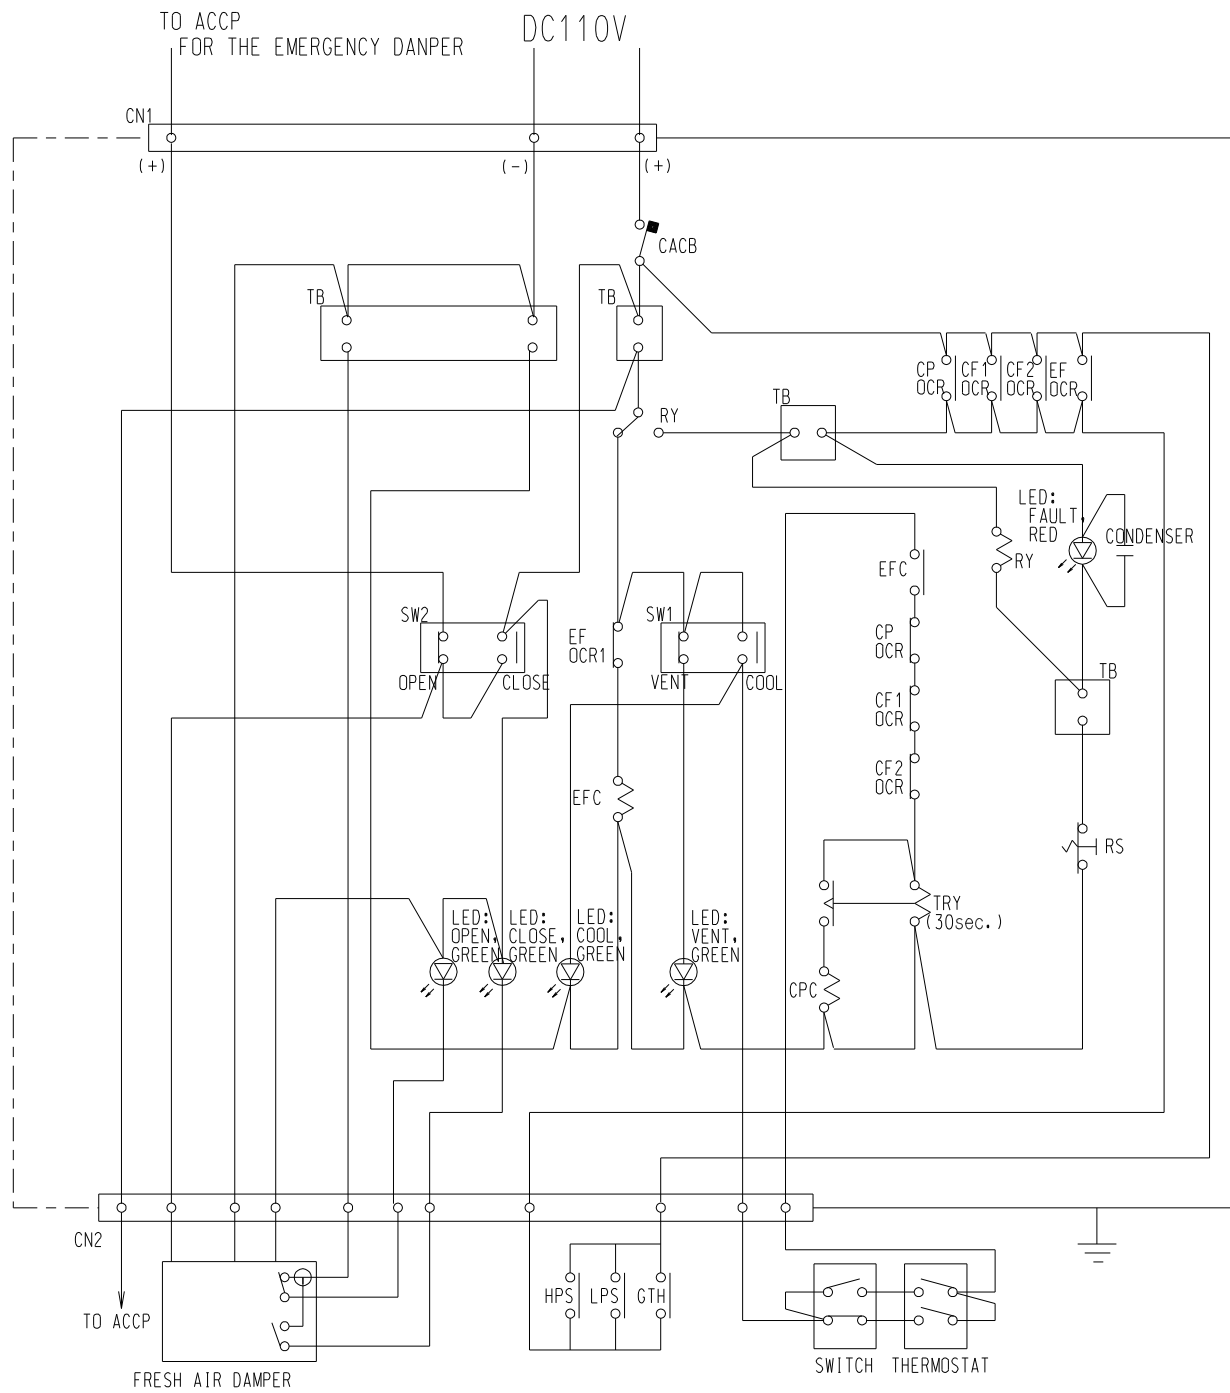 TO ACCP
FOR THE EMERGENCY DANPER
DC110V
CN1
(+)
(-)
(+)
CACB
TB
TB
CP
OCR
CF1
OCR
CF2
OCR
EF
OCR
TB
RY
LED:
FAULT,
RED
CONDENSER
RY
EFC
SW2
OPEN
CLOSE
EF
OCR1
SW1
VENT
COOL
CP
OCR
CF1
OCR
CF2
OCR
TB
EFC
RS
LED:
OPEN,
GREEN
LED:
CLOSE,
GREEN
LED:
COOL,
GREEN
LED:
VENT,
GREEN
TRY
(30sec.)
CPC
CN2
HPS
LPS
GTH
TO ACCP
SWITCH
THERMOSTAT
FRESH AIR DAMPER